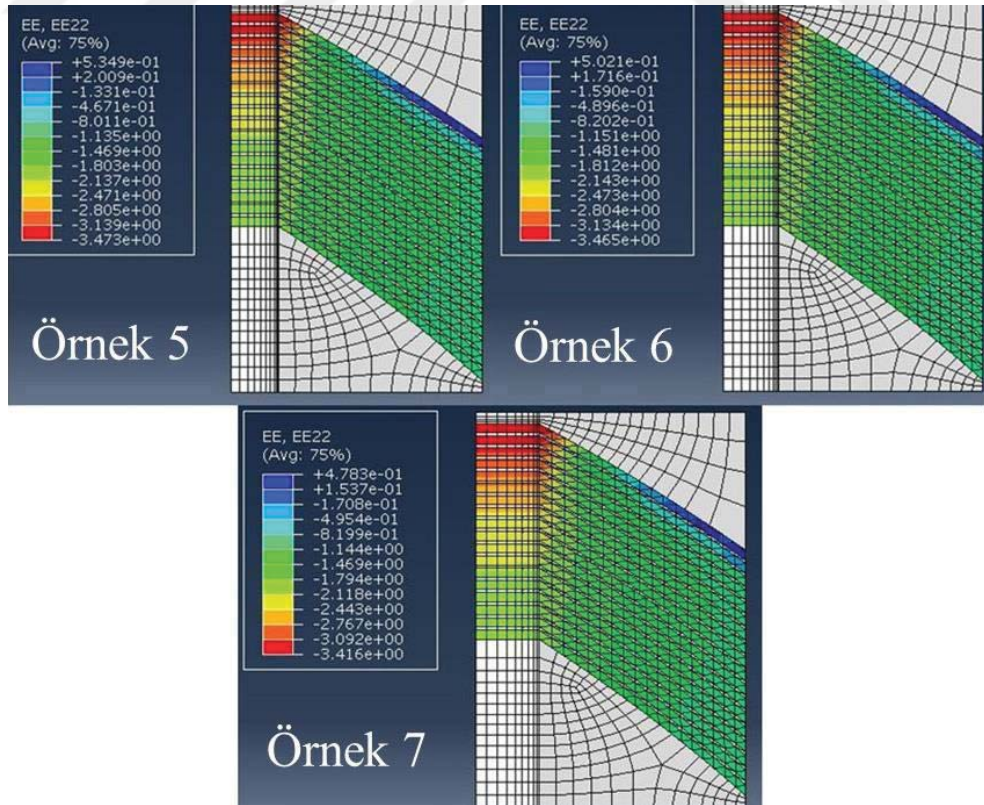 EE, EE22
(Avg: 75%)
+5.349e-01
+2.009e-01
-1.331e-01
-4.671e-01
-8.011e-01
-1.135e+00
-1.469e+00
-1.803e+00
-2.137e+00
-2.471e+00
-2.805e+00
-3.139e+00
-3.473e+00
Örnek 5
EE, EE22
(Avg: 75%)
+5.021e-01
+1.716e-01
-1.590e-01
-4.896e-01
-8.202e-01
-1.151e+00
-1.481e+00
-1.812e+00
-2.143e+00
-2.473e+00
-2.804e+00
-3.134e+00
-3.465e+00
Örnek 6
EE, EE22
(Avg: 75%)
+4.783e-01
+1.537e-01
-1.708e-01
-4.954e-01
-8.199e-01
-1.144e+00
-1.469e+00
-1.794e+00
-2.118e+00
-2.443e+00
-2.767e+00
-3.092e+00
-3.416e+00
Örnek 7